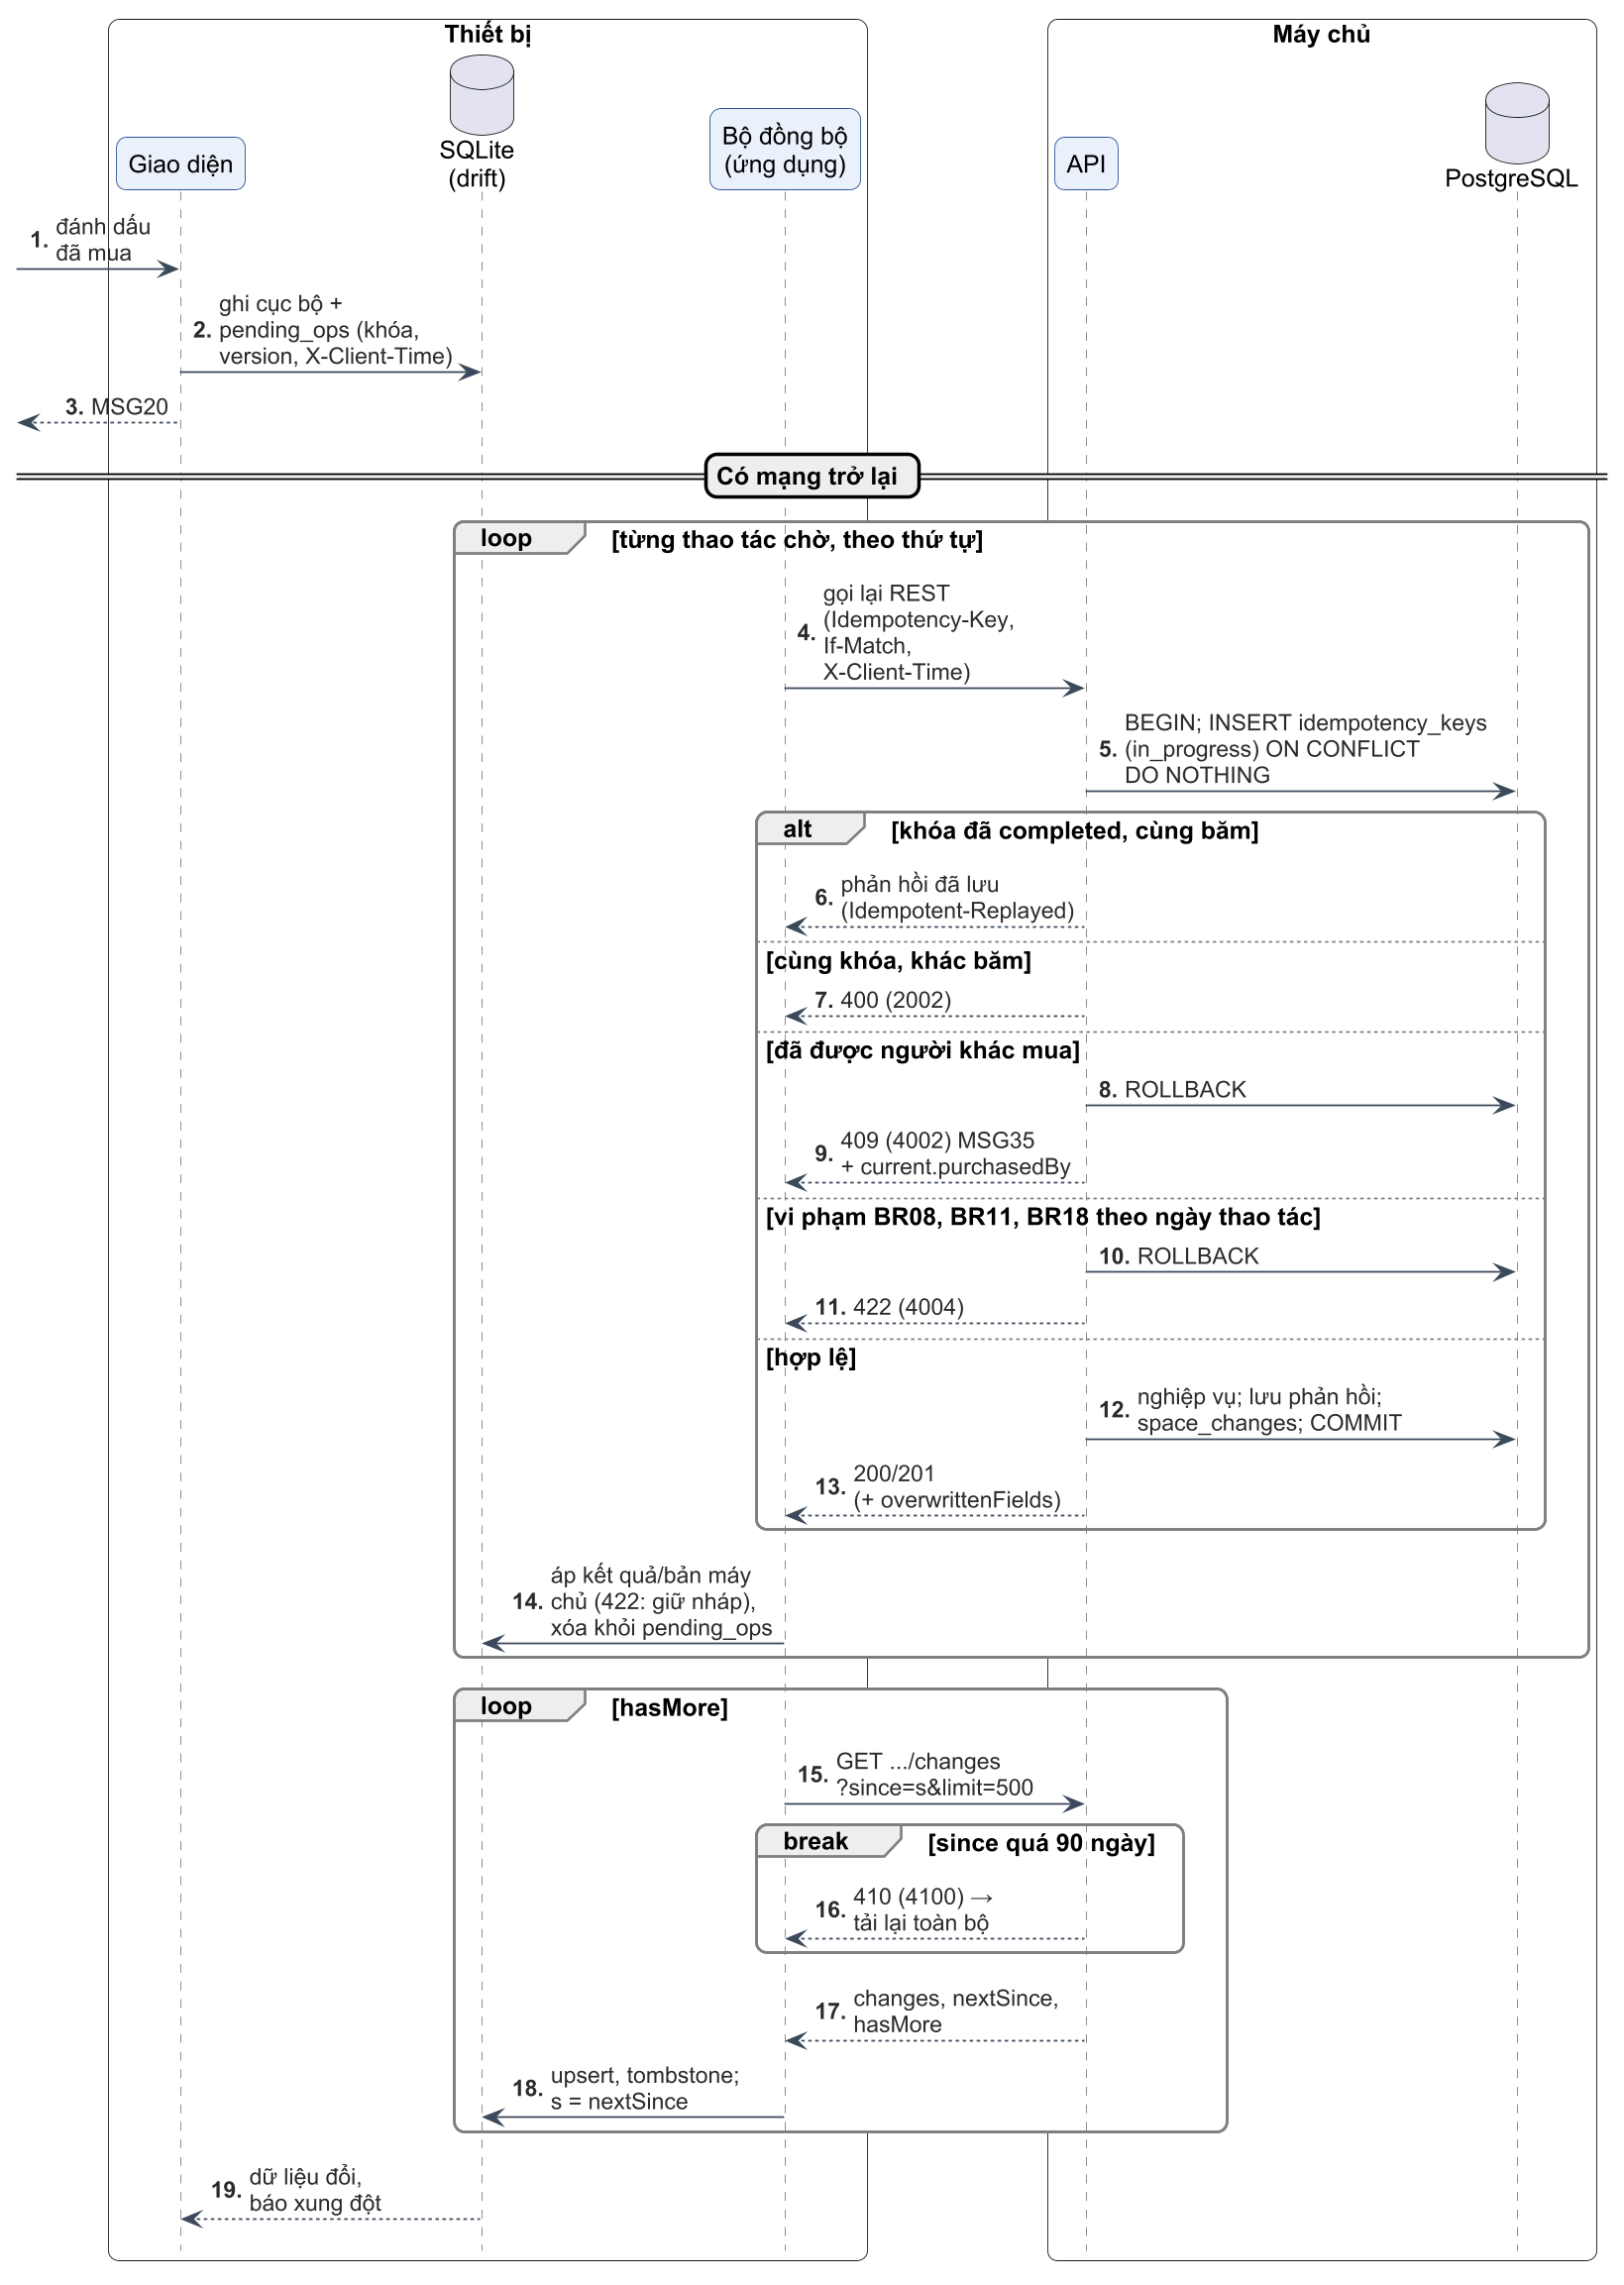 Thiết bị
Máy chủ
Giao diện
SQLite
(drift)
Bộ đồng bộ
(ứng dụng)
API
PostgreSQL
1. đánh dấu
đã mua
2. ghi cục bộ +
pending_ops (khóa,
version, X-Client-Time)
3. MSG20
Có mạng trở lại
loop [từng thao tác chờ, theo thứ tự]
4. gọi lại REST
(Idempotency-Key,
If-Match,
X-Client-Time)
5. BEGIN; INSERT idempotency_keys
(in_progress) ON CONFLICT
DO NOTHING
alt [khóa đã completed, cùng băm]
6. phản hồi đã lưu
(Idempotent-Replayed)
[cùng khóa, khác băm]
7. 400 (2002)
[đã được người khác mua]
8. ROLLBACK
9. 409 (4002) MSG35
+ current.purchasedBy
[vi phạm BR08, BR11, BR18 theo ngày thao tác]
10. ROLLBACK
11. 422 (4004)
[hợp lệ]
12. nghiệp vụ; lưu phản hồi;
space_changes; COMMIT
13. 200/201
(+ overwrittenFields)
14. áp kết quả/bản máy
chủ (422: giữ nháp),
xóa khỏi pending_ops
loop [hasMore]
15. GET .../changes
?since=s&limit=500
break [since quá 90 ngày]
16. 410 (4100) →
tải lại toàn bộ
17. changes, nextSince,
hasMore
18. upsert, tombstone;
s = nextSince
19. dữ liệu đổi,
báo xung đột